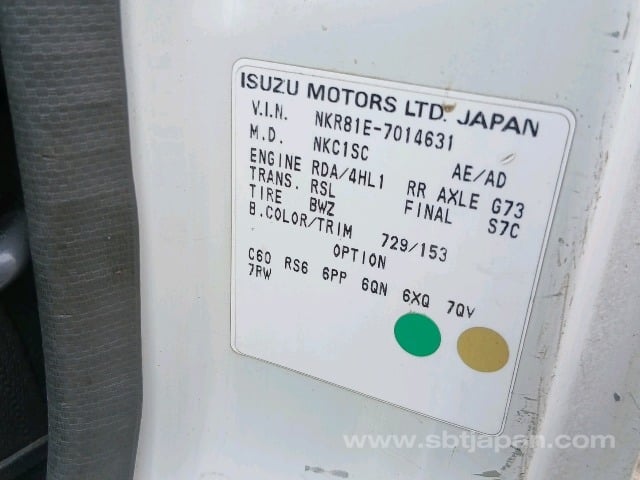 ISUZU MOTORS LTD. JAPAN
V.I.N. NKR81E-7014631
M.D. NKC1SC AE/AD
ENGINE RDA/4HL1 RR AXLE G73
TRANS. RSL FINAL S7C
TIRE BWZ
B.COLOR/TRIM 729/153
OPTION
C60 RS6 6PP 6QN 6XQ 7QV
7RW
www.sbtjapan.com